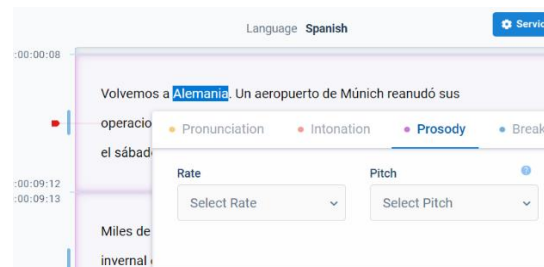 Language Spanish
Servic
:00:00:08
Volvemos a Alemania. Un aeropuerto de Múnich reanudó sus
operacio
Pronunciation Intonation Prosody Break
el sábad
Rate Pitch
:00:09:12
:00:09:13
Select Rate Select Pitch
Miles de
invernal